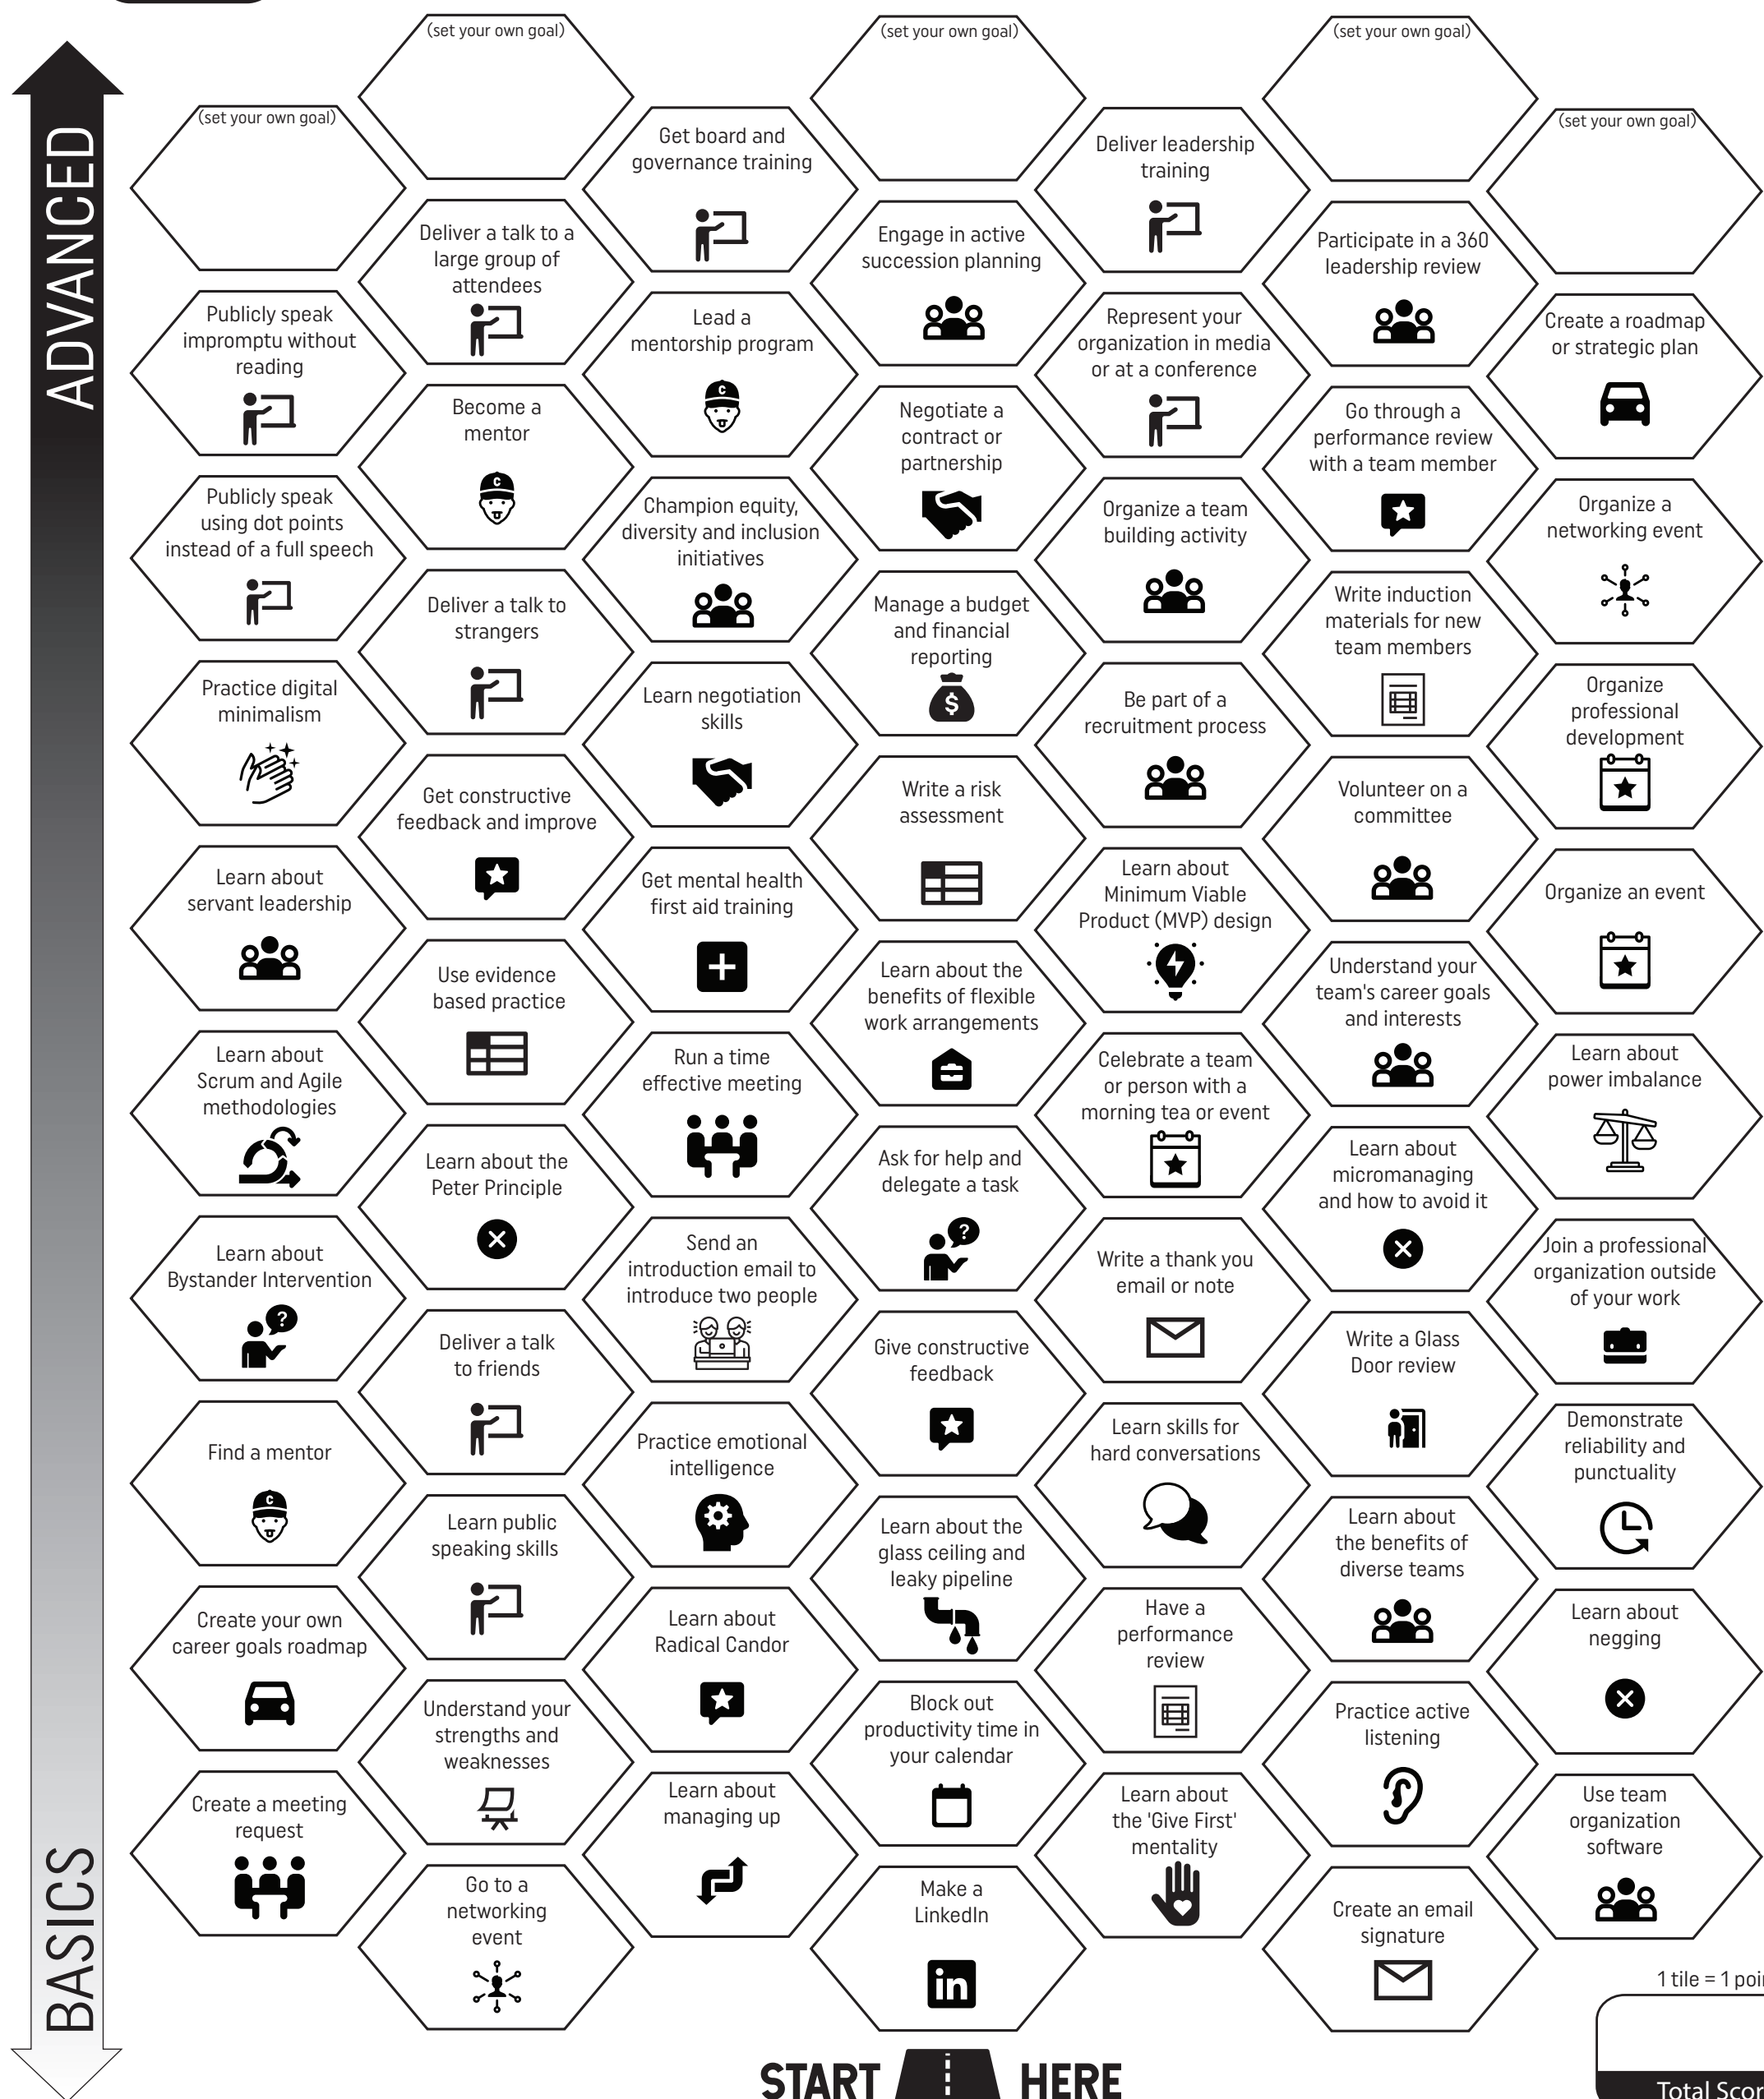 (set your own goal)
(set your own goal)
(set your own goal)
(set your own goal)
(set your own goal)
ADVANCED
Get board and
governance training
Deliver leadership
training
Deliver a talk to a
large group of
attendees
Engage in active
succession planning
Participate in a 360
leadership review
Publicly speak
impromptu without
reading
Lead a
mentorship program
Represent your
organization in media
or at a conference
Create a roadmap
or strategic plan
Become a
mentor
C
C
Negotiate a
contract or
partnership
Go through a
performance review
with a team member
Publicly speak
using dot points
instead of a full speech
Champion equity,
diversity and inclusion
initiatives
Organize a team
building activity
Organize a
networking event
Deliver a talk to
strangers
Manage a budget
and financial
reporting
$
Write induction
materials for new
team members
Practice digital
minimalism
Learn negotiation
skills
Be part of a
recruitment process
Organize
professional
development
Get constructive
feedback and improve
Write a risk
assessment
Volunteer on a
committee
Learn about
servant leadership
Get mental health
first aid training
Learn about
Minimum Viable
Product (MVP) design
Organize an event
Use evidence
based practice
Learn about the
benefits of flexible
work arrangements
Understand your
team's career goals
and interests
Learn about
Scrum and Agile
methodologies
Run a time
effective meeting
Celebrate a team
or person with a
morning tea or event
Learn about
power imbalance
Learn about the
Peter Principle
Ask for help and
delegate a task
?
Learn about
micromanaging
and how to avoid it
Learn about
Bystander Intervention
?
Send an
introduction email to
introduce two people
Write a thank you
email or note
Join a professional
organization outside
of your work
Deliver a talk
to friends
Give constructive
feedback
Write a Glass
Door review
Find a mentor
C
Practice emotional
intelligence
Learn skills for
hard conversations
Demonstrate
reliability and
punctuality
Learn public
speaking skills
Learn about the
glass ceiling and
leaky pipeline
Learn about
the benefits of
diverse teams
Create your own
career goals roadmap
Learn about
Radical Candor
Have a
performance
review
Learn about
negging
Understand your
strengths and
weaknesses
Block out
productivity time in
your calendar
Practice active
listening
Create a meeting
request
Learn about
managing up
Learn about
the 'Give First'
mentality
Use team
organization
software
Go to a
networking
event
Make a
LinkedIn
in
Create an email
signature
BASICS
1 tile = 1 poi
START HERE
Total Scor